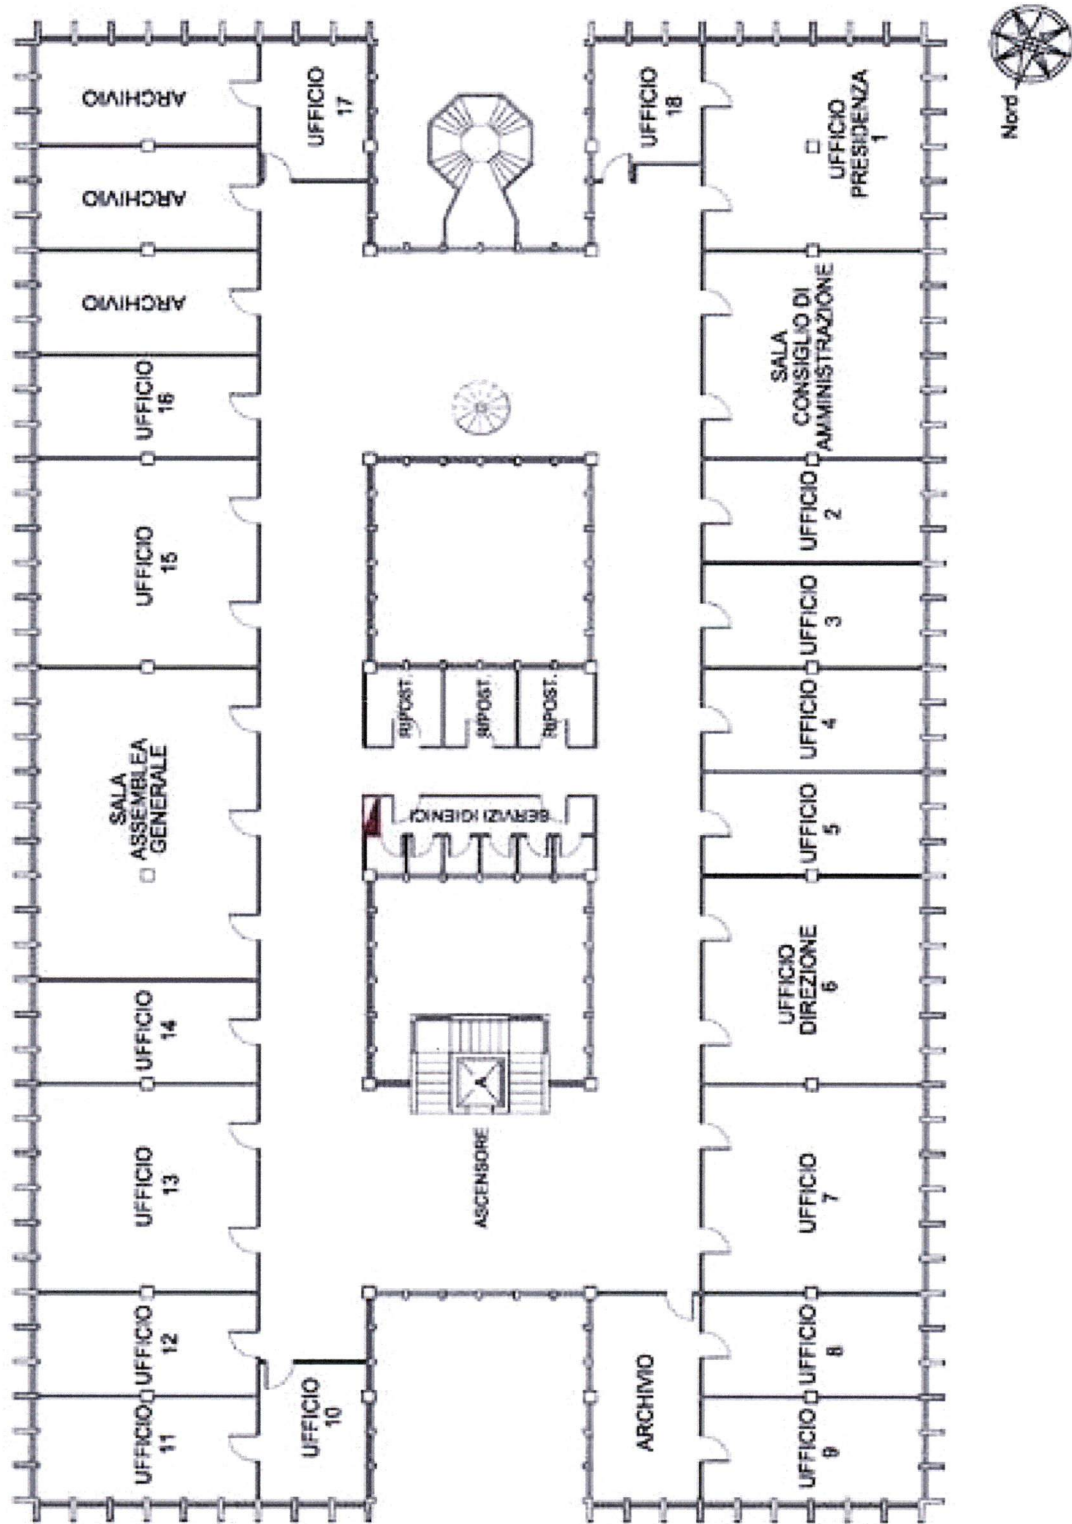 ARCHIVIO
UFFICIO
17
UFFICIO
18
UFFICIO
PRESIDENZA
1
Nord
ARCHIVIO
ARCHIVIO
SALA
CONSIGLIO DI
AMMINISTRAZIONE
UFFICIO
16
UFFICIO
2
UFFICIO
15
UFFICIO
3
RIPOST.
RIPOST.
RIPOST.
UFFICIO
4
SALA
ASSEMBLEA
GENERALE
SERVIZI IGIENICI
UFFICIO
5
UFFICIO
DIREZIONE
6
UFFICIO
14
A
ASCENSORE
UFFICIO
13
UFFICIO
7
UFFICIO
12
UFFICIO
8
UFFICIO
11
UFFICIO
10
ARCHIVIO
UFFICIO
9